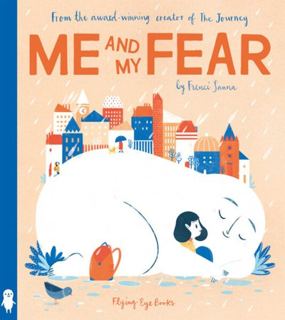 From the award-winning creator of The Journey
ME AND MY FEAR
by Francesca Sanna
Flying Eye Books